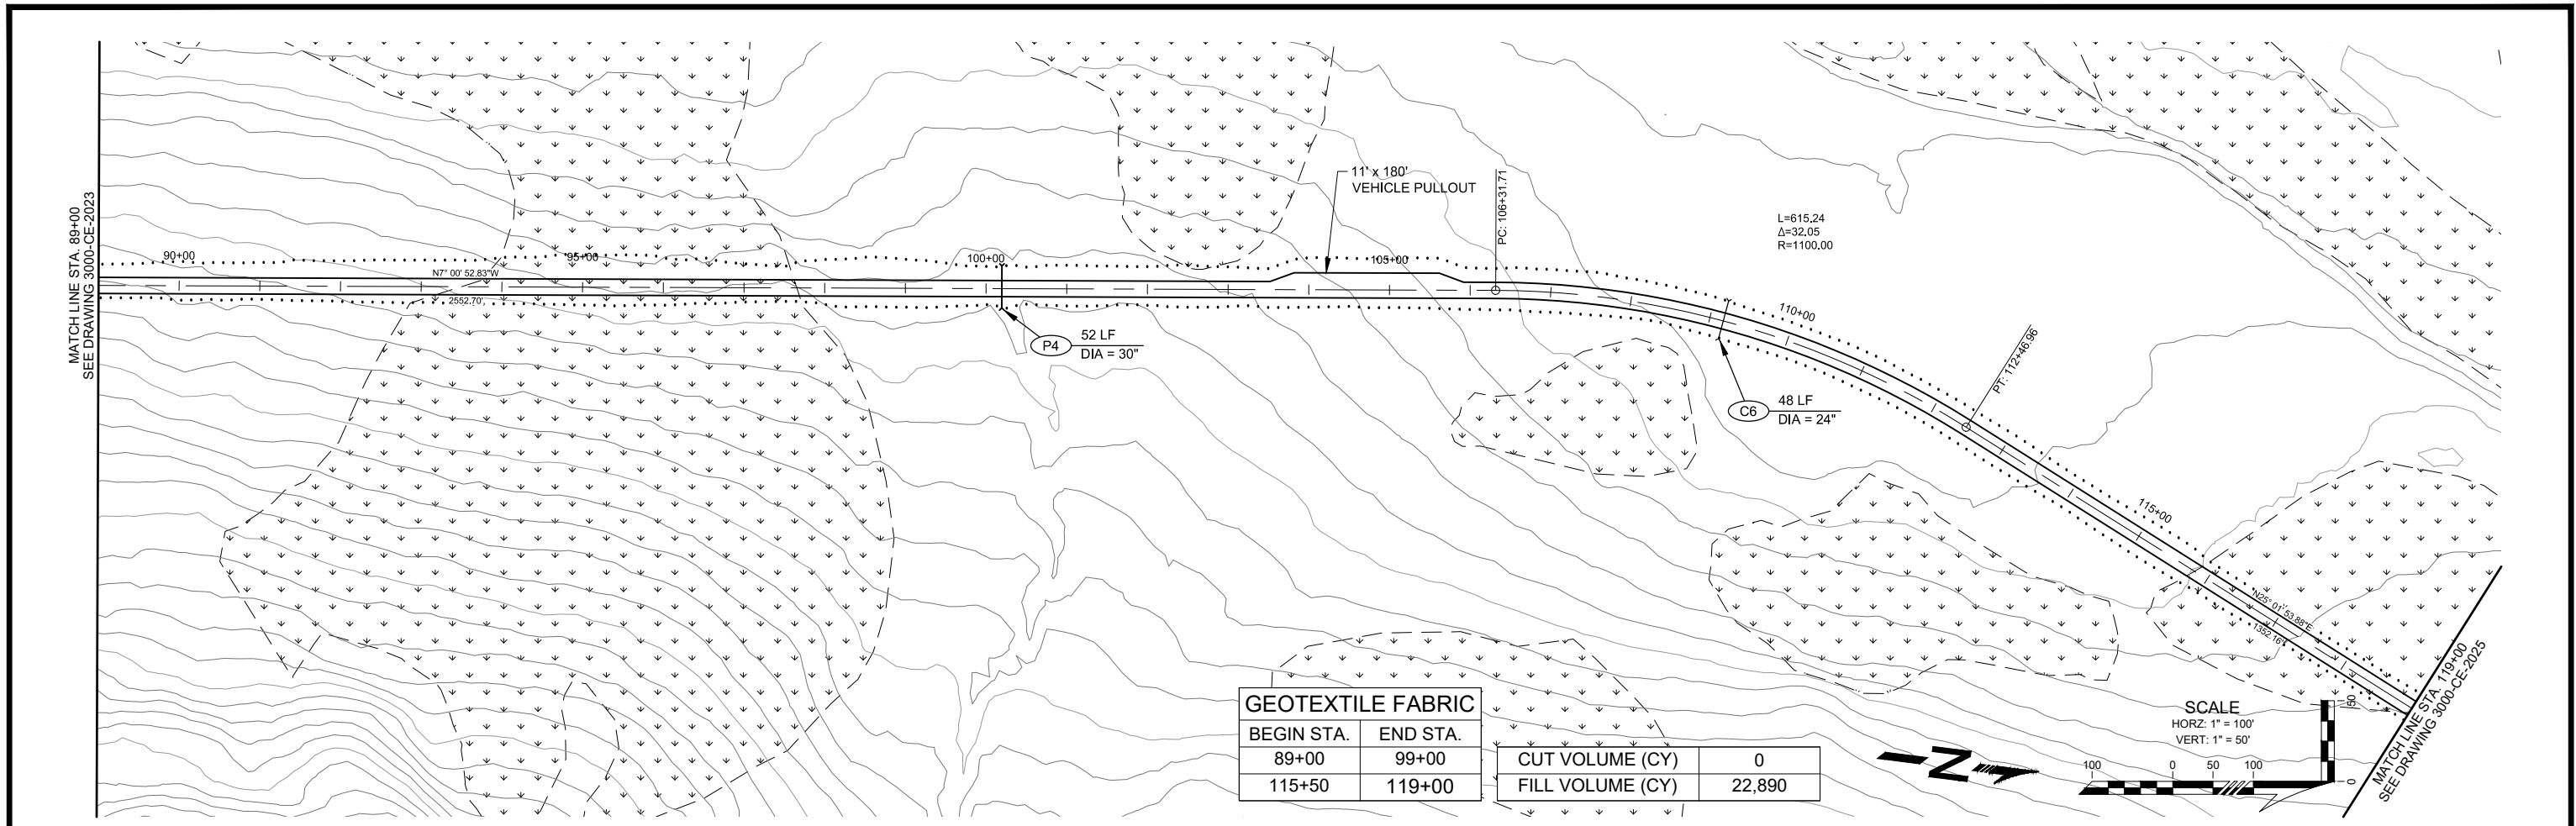 MATCH LINE STA. 89+00
SEE DRAWING 3000-CE-2023
90+00
N7° 00' 52.83"W
2552.70'
95+00
100+00
P4
52 LF
DIA = 30"
11' x 180'
VEHICLE PULLOUT
105+00
PC: 106+31.71
L=615.24
Δ=32.05
R=1100.00
110+00
C6
48 LF
DIA = 24"
PT: 112+46.96
115+00
N25° 01' 53.88"E
1352.16'
MATCH LINE STA. 119+00
SEE DRAWING 3000-CE-2025
GEOTEXTILE FABRIC
BEGIN STA. END STA.
89+00 99+00
115+50 119+00
CUT VOLUME (CY) 0
FILL VOLUME (CY) 22,890
N
SCALE
HORZ: 1" = 100'
VERT: 1" = 50'
100 0 50 100
50
0